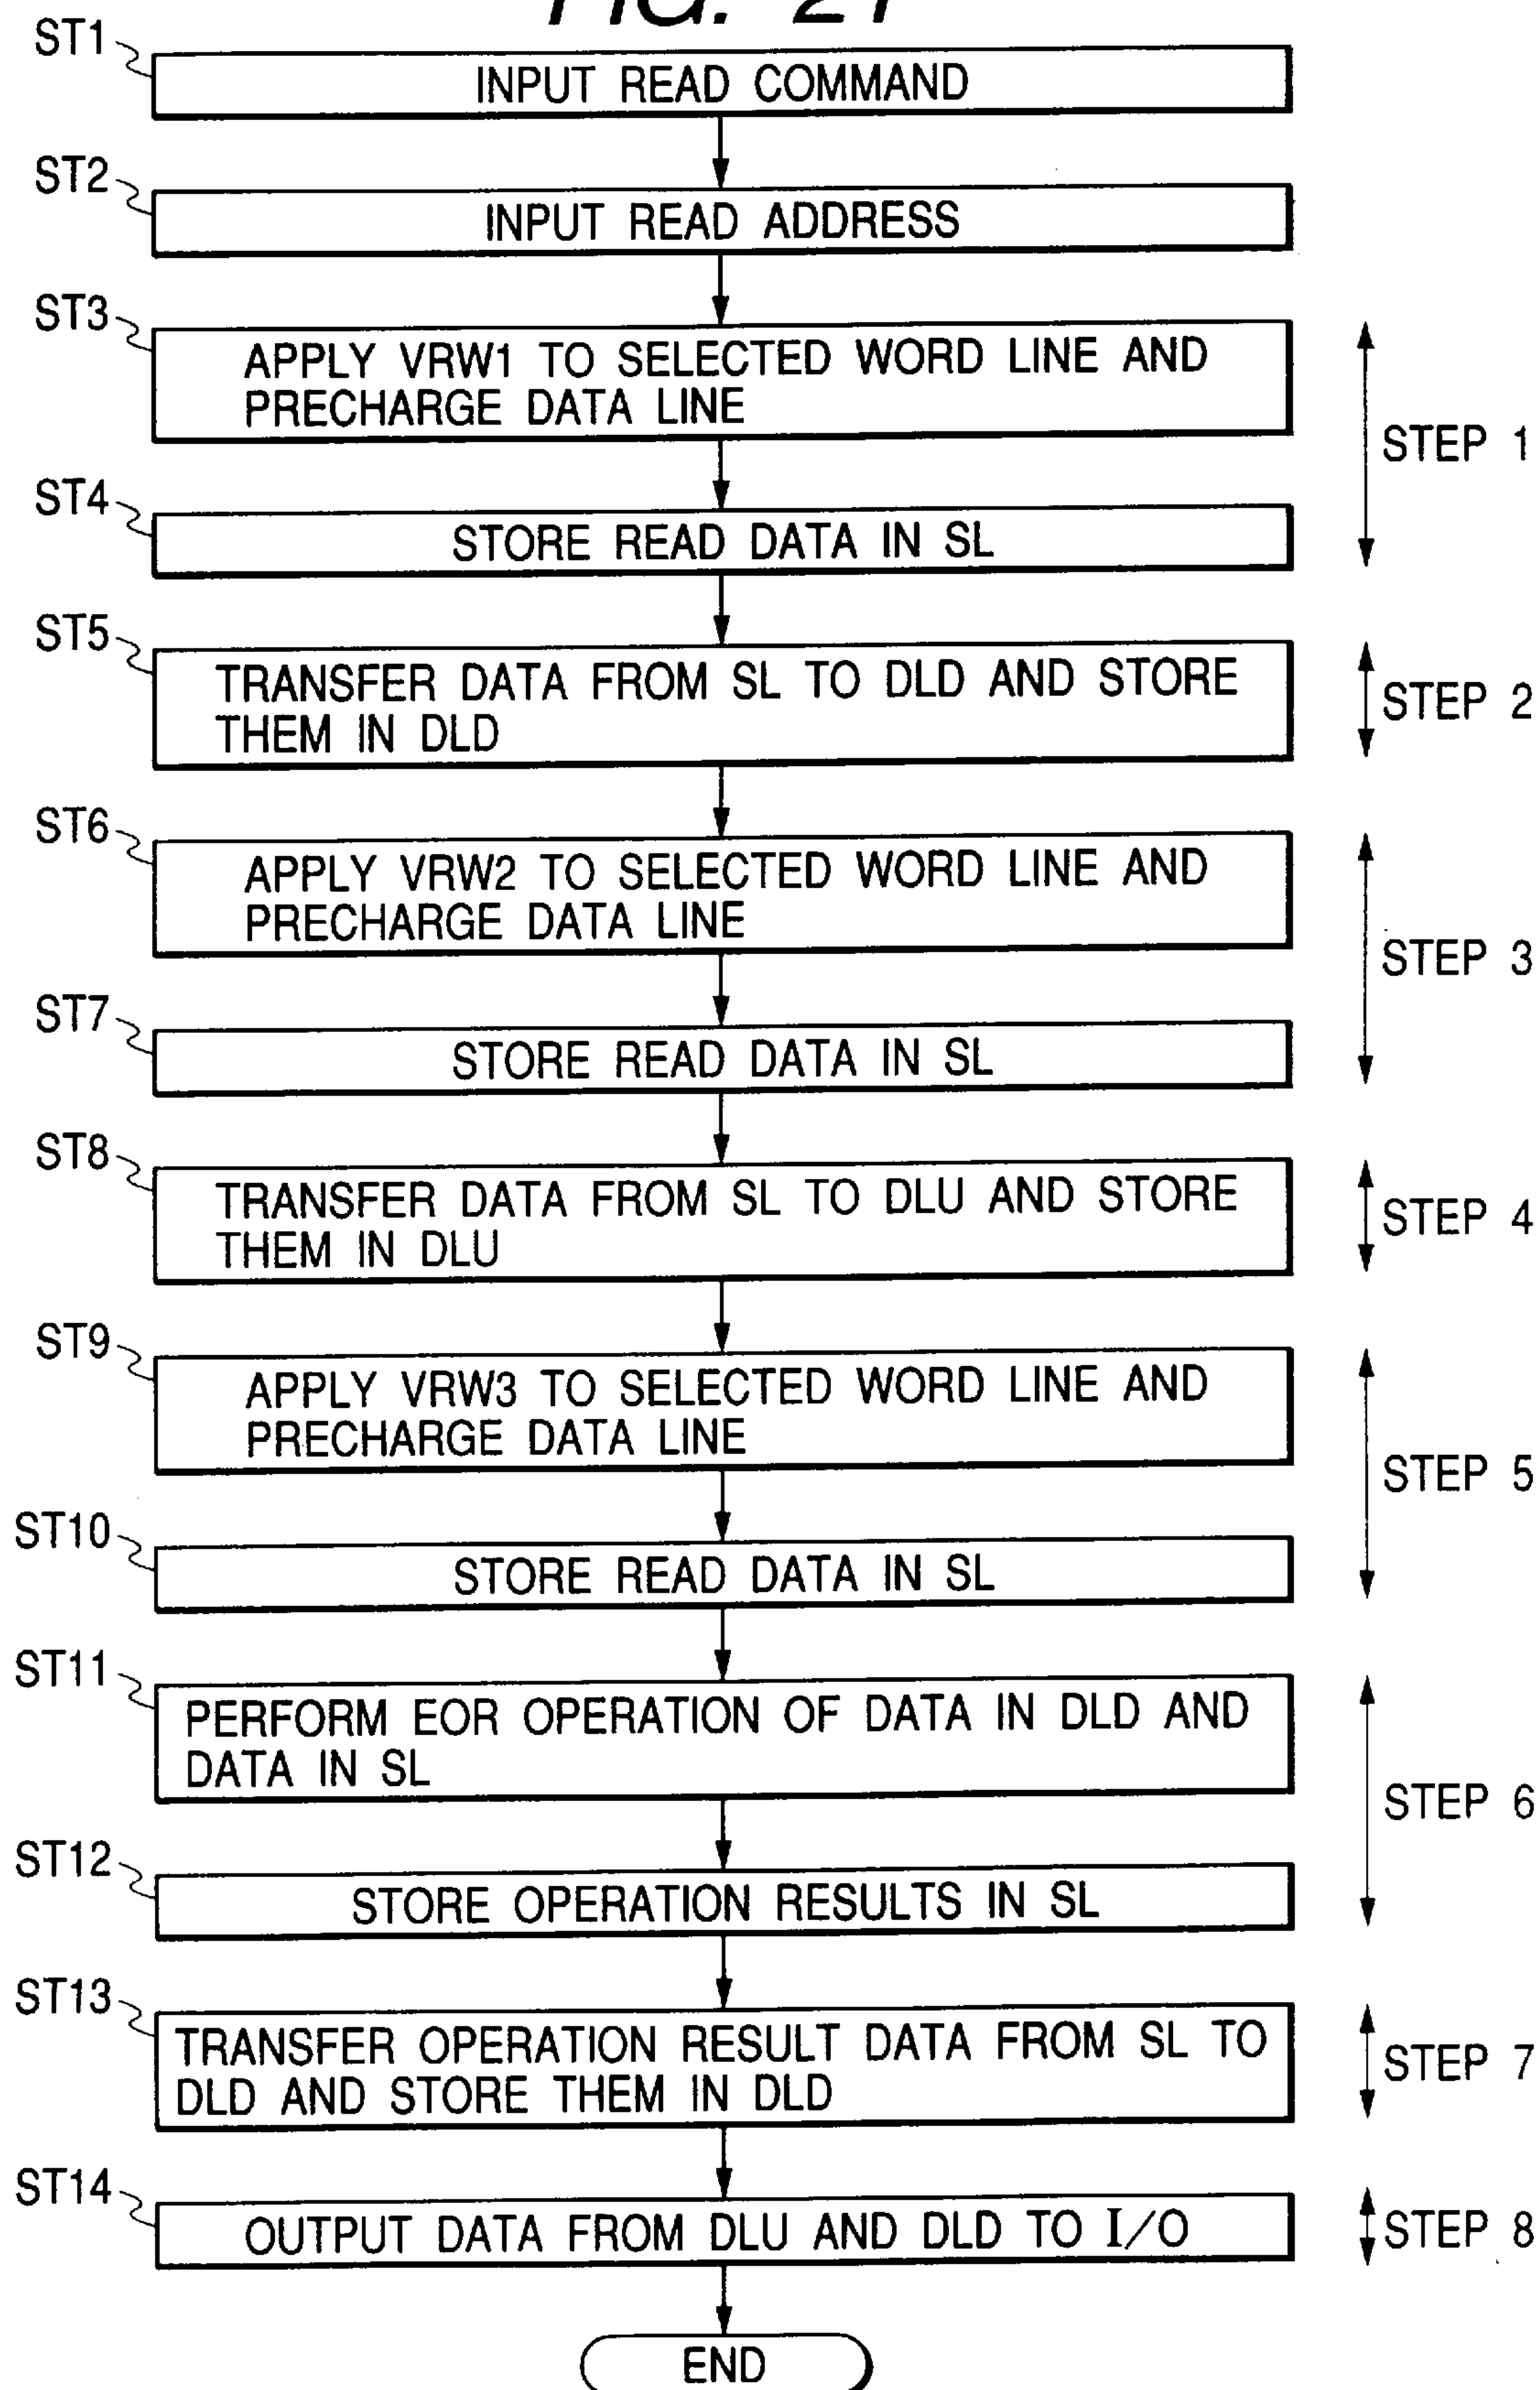 FIG. 21
ST1
INPUT READ COMMAND
ST2
INPUT READ ADDRESS
ST3
APPLY VRW1 TO SELECTED WORD LINE AND
PRECHARGE DATA LINE
STEP 1
ST4
STORE READ DATA IN SL
ST5
TRANSFER DATA FROM SL TO DLD AND STORE
THEM IN DLD
STEP 2
ST6
APPLY VRW2 TO SELECTED WORD LINE AND
PRECHARGE DATA LINE
STEP 3
ST7
STORE READ DATA IN SL
ST8
TRANSFER DATA FROM SL TO DLU AND STORE
THEM IN DLU
STEP 4
ST9
APPLY VRW3 TO SELECTED WORD LINE AND
PRECHARGE DATA LINE
STEP 5
ST10
STORE READ DATA IN SL
ST11
PERFORM EOR OPERATION OF DATA IN DLD AND
DATA IN SL
STEP 6
ST12
STORE OPERATION RESULTS IN SL
ST13
TRANSFER OPERATION RESULT DATA FROM SL TO
DLD AND STORE THEM IN DLD
STEP 7
ST14
OUTPUT DATA FROM DLU AND DLD TO I/O
STEP 8
END